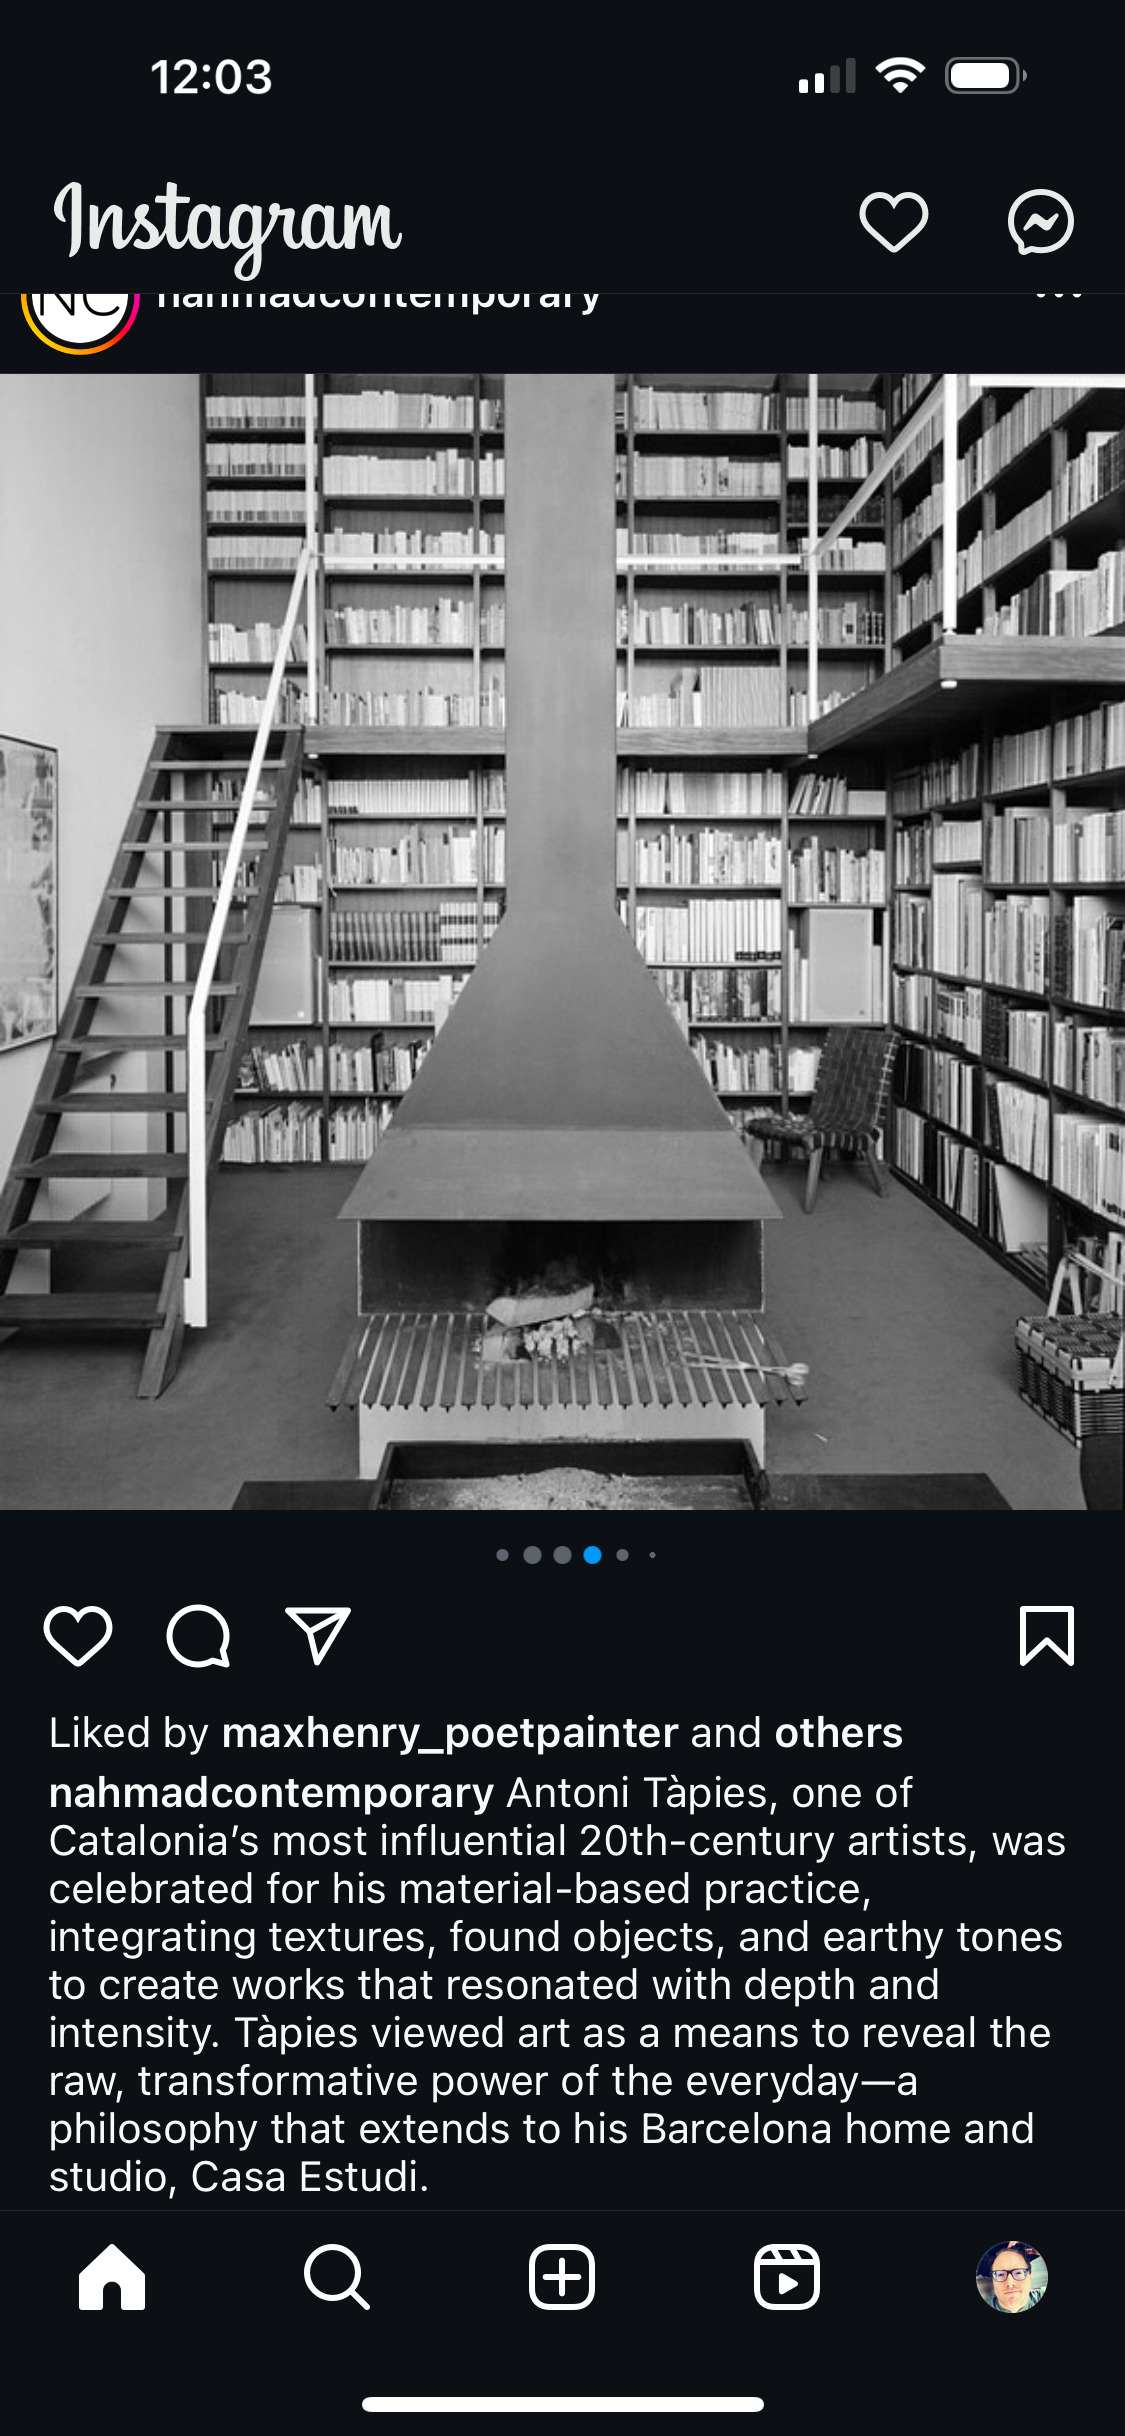 12:03
Instagram
NC
nahmadcontemporary
Liked by maxhenry_poetpainter and others
nahmadcontemporary Antoni Tàpies, one of
Catalonia’s most influential 20th-century artists, was
celebrated for his material-based practice,
integrating textures, found objects, and earthy tones
to create works that resonated with depth and
intensity. Tàpies viewed art as a means to reveal the
raw, transformative power of the everyday—a
philosophy that extends to his Barcelona home and
studio, Casa Estudi.